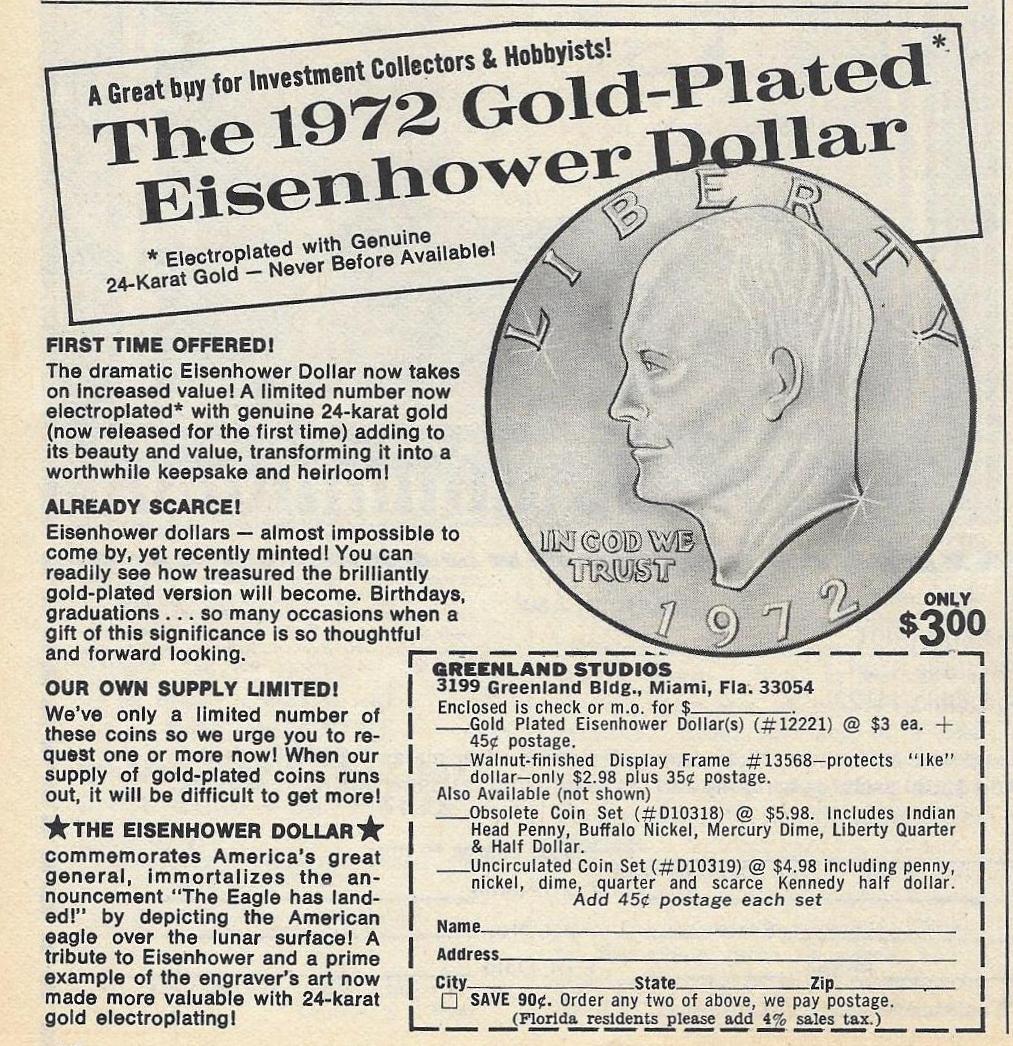 A Great buy for Investment Collectors & Hobbyists!
The 1972 Gold-Plated*
Eisenhower Dollar
* Electroplated with Genuine
24-Karat Gold — Never Before Available!
LIBERTY
IN GOD WE
TRUST
1972
FIRST TIME OFFERED!
The dramatic Eisenhower Dollar now takes
on increased value! A limited number now
electroplated* with genuine 24-karat gold
(now released for the first time) adding to
its beauty and value, transforming it into a
worthwhile keepsake and heirloom!
ALREADY SCARCE!
Eisenhower dollars — almost impossible to
come by, yet recently minted! You can
readily see how treasured the brilliantly
gold-plated version will become. Birthdays,
graduations . . . so many occasions when a
gift of this significance is so thoughtful
and forward looking.
OUR OWN SUPPLY LIMITED!
We've only a limited number of
these coins so we urge you to re-
quest one or more now! When our
supply of gold-plated coins runs
out, it will be difficult to get more!
★THE EISENHOWER DOLLAR★
commemorates America's great
general, immortalizes the an-
nouncement "The Eagle has land-
ed!" by depicting the American
eagle over the lunar surface! A
tribute to Eisenhower and a prime
example of the engraver's art now
made more valuable with 24-karat
gold electroplating!
ONLY
$3.00
GREENLAND STUDIOS
3199 Greenland Bldg., Miami, Fla. 33054
Enclosed is check or m.o. for $__________.
___Gold Plated Eisenhower Dollar(s) (#12221) @ $3 ea. +
45¢ postage.
___Walnut-finished Display Frame #13568—protects "Ike"
dollar—only $2.98 plus 35¢ postage.
Also Available (not shown)
___Obsolete Coin Set (#D10318) @ $5.98. Includes Indian
Head Penny, Buffalo Nickel, Mercury Dime, Liberty Quarter
& Half Dollar.
___Uncirculated Coin Set (#D10319) @ $4.98 including penny,
nickel, dime, quarter and scarce Kennedy half dollar.
Add 45¢ postage each set
Name
Address
City State Zip
☐ SAVE 90¢. Order any two of above, we pay postage.
(Florida residents please add 4% sales tax.)